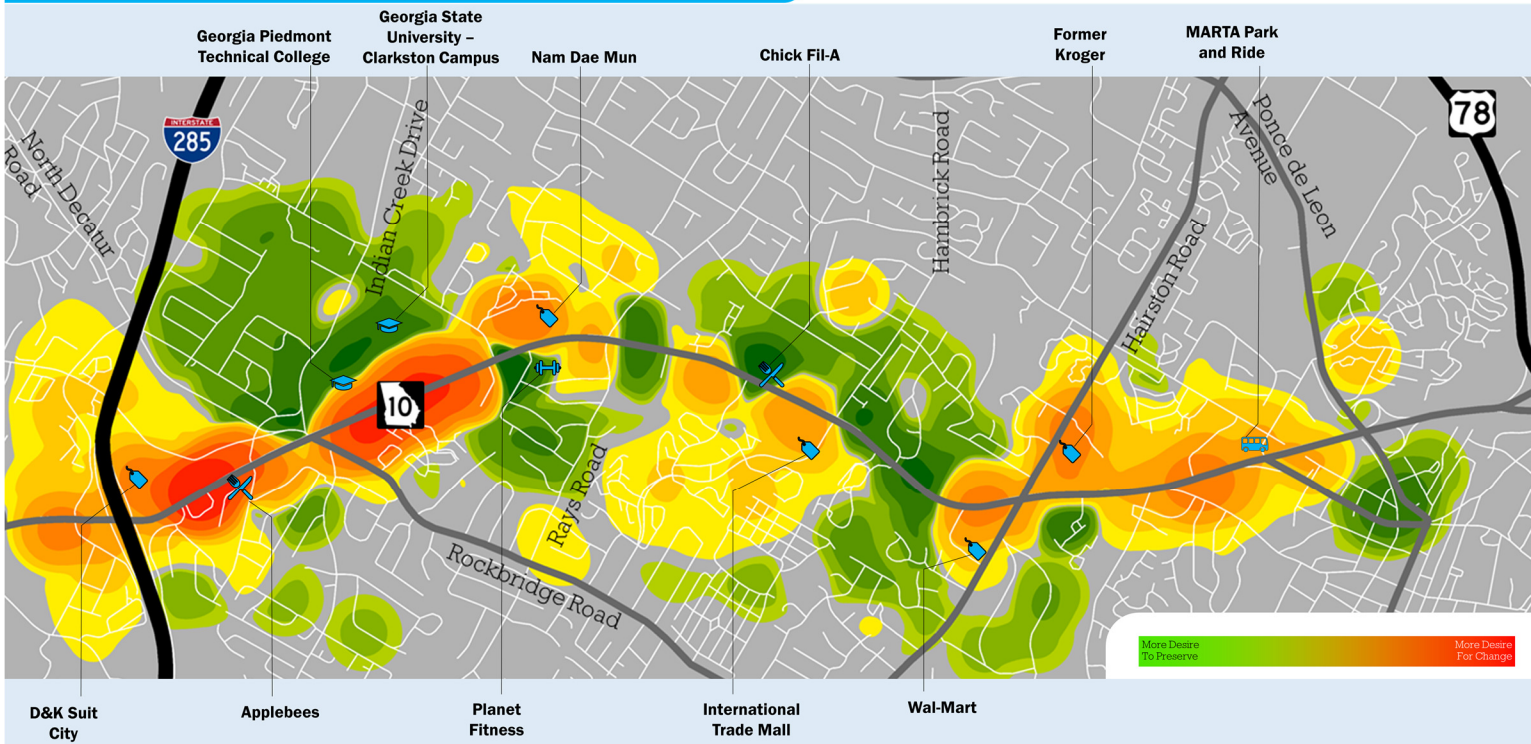 Georgia Piedmont
Technical College
Georgia State
University –
Clarkston Campus
Nam Dae Mun
Chick Fil-A
Former
Kroger
MARTA Park
and Ride
INTERSTATE
285
78
North Decatur
Road
Indian Creek Drive
Hambrick Road
Hairston Road
Ponce de Leon
Avenue
10
Rays Road
Rockbridge Road
More Desire
To Preserve
More Desire
For Change
D&K Suit
City
Applebees
Planet
Fitness
International
Trade Mall
Wal-Mart